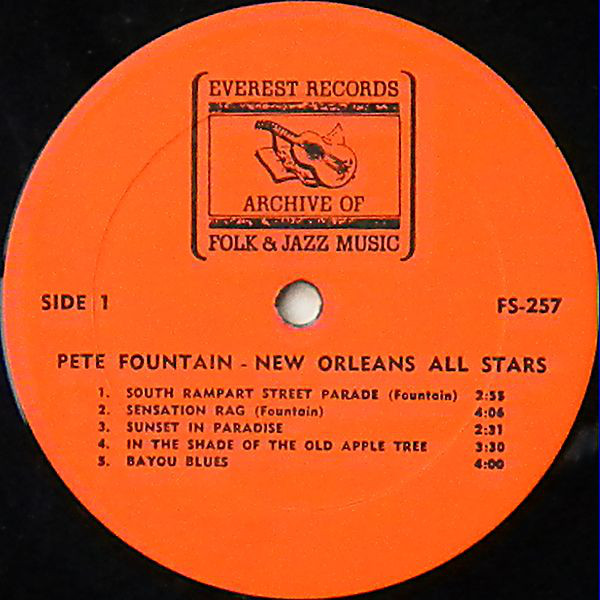 EVEREST RECORDS
ARCHIVE OF
FOLK & JAZZ MUSIC
SIDE 1 FS-257
PETE FOUNTAIN - NEW ORLEANS ALL STARS
1. SOUTH RAMPART STREET PARADE (Fountain) 2:55
2. SENSATION RAG (Fountain) 4:06
3. SUNSET IN PARADISE 2:31
4. IN THE SHADE OF THE OLD APPLE TREE 3:30
5. BAYOU BLUES 4:00